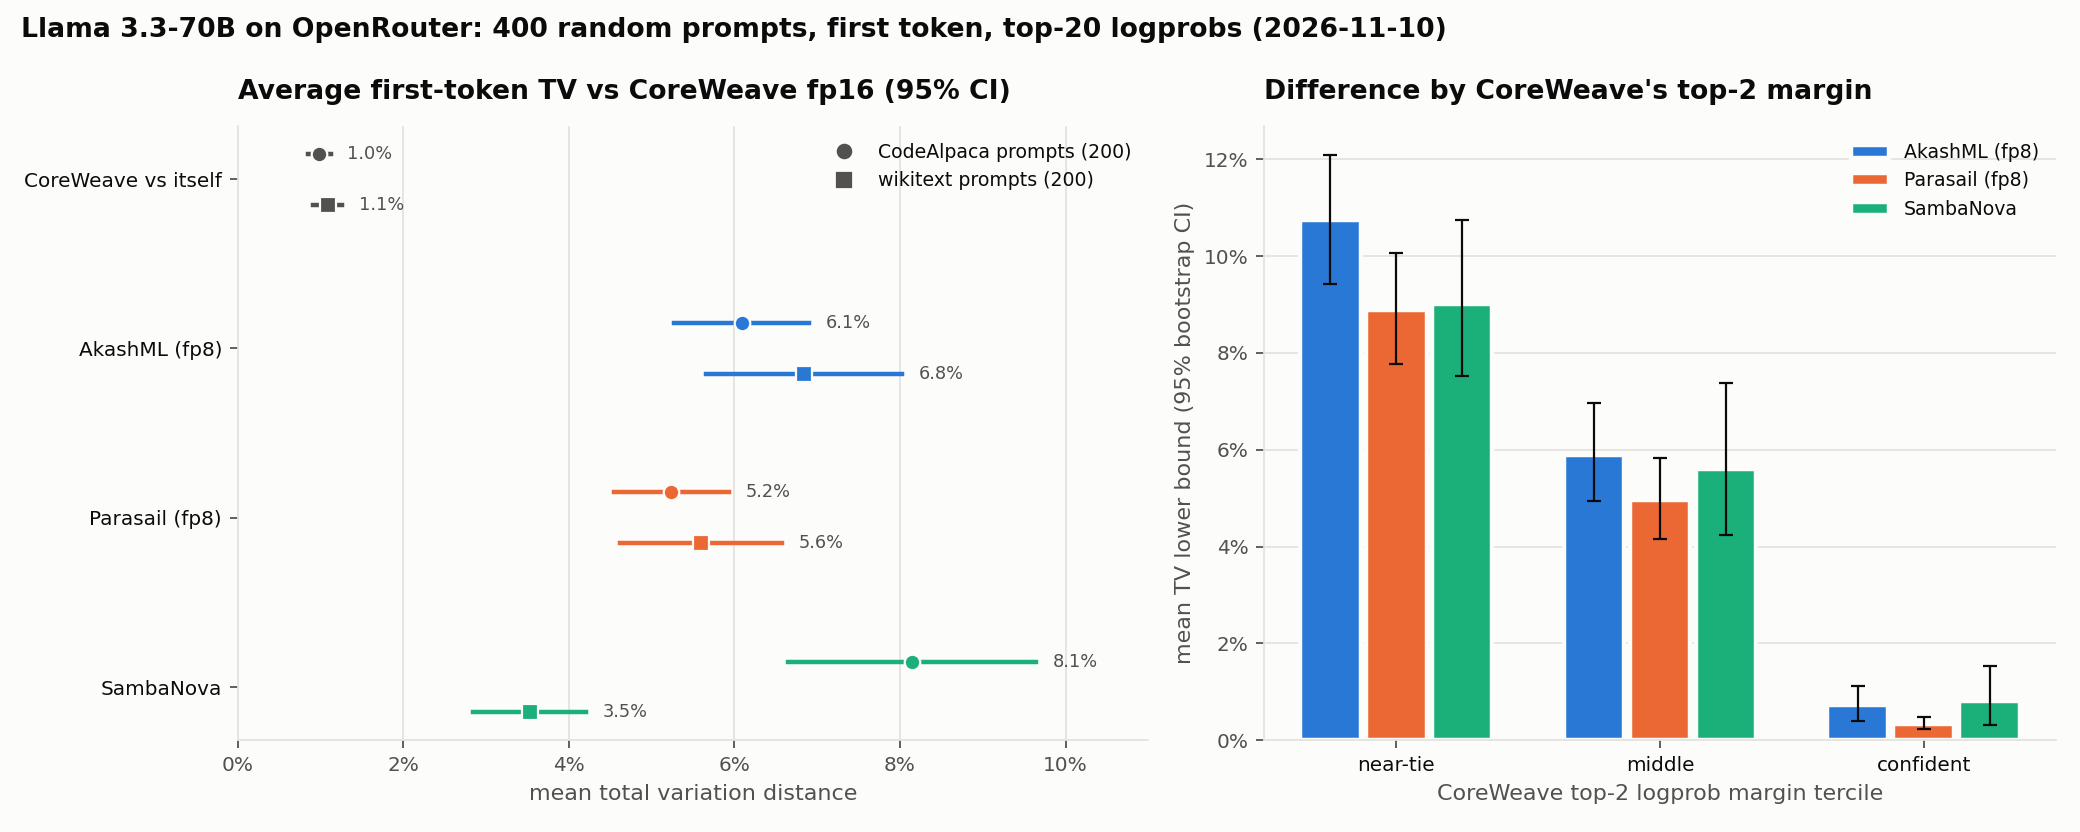 Llama 3.3-70B on OpenRouter: 400 random prompts, first token, top-20 logprobs (2026-11-10)
Average first-token TV vs CoreWeave fp16 (95% CI)
CodeAlpaca prompts (200)
wikitext prompts (200)
CoreWeave vs itself
1.0%
1.1%
AkashML (fp8)
6.1%
6.8%
Parasail (fp8)
5.2%
5.6%
SambaNova
8.1%
3.5%
0%
2%
4%
6%
8%
10%
mean total variation distance
Difference by CoreWeave's top-2 margin
AkashML (fp8)
Parasail (fp8)
SambaNova
mean TV lower bound (95% bootstrap CI)
12%
10%
8%
6%
4%
2%
0%
near-tie
middle
confident
CoreWeave top-2 logprob margin tercile